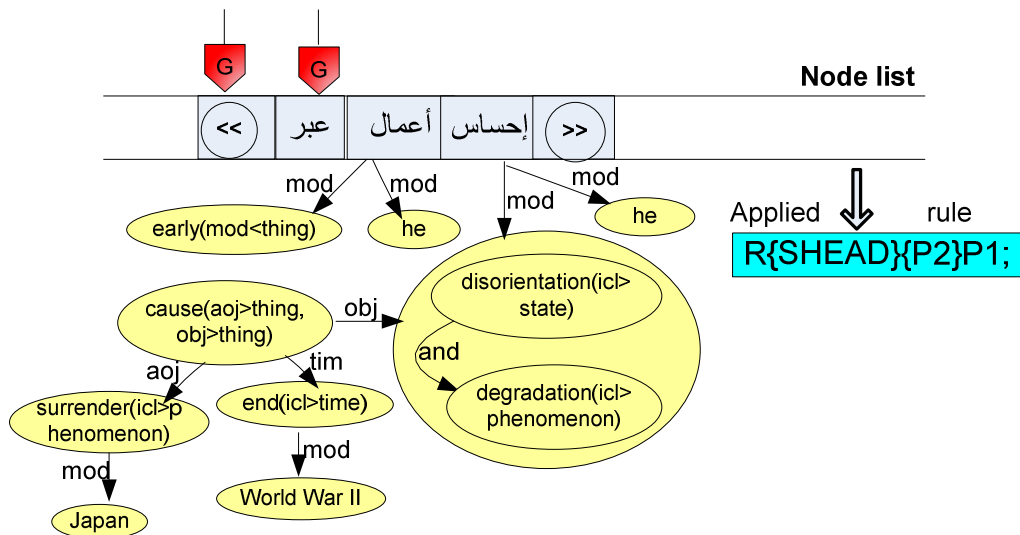 G
G
Node list
<<
عبر
أعمال
إحساس
>>
mod
mod
mod
mod
early(mod<thing)
he
he
Applied
rule
R{SHEAD}{P2}P1;
disorientation(icl>
state)
cause(aoj>thing,
obj>thing)
obj
and
aoj
tim
degradation(icl>
phenomenon)
surrender(icl>p
henomenon)
end(icl>time)
mod
mod
World War II
Japan